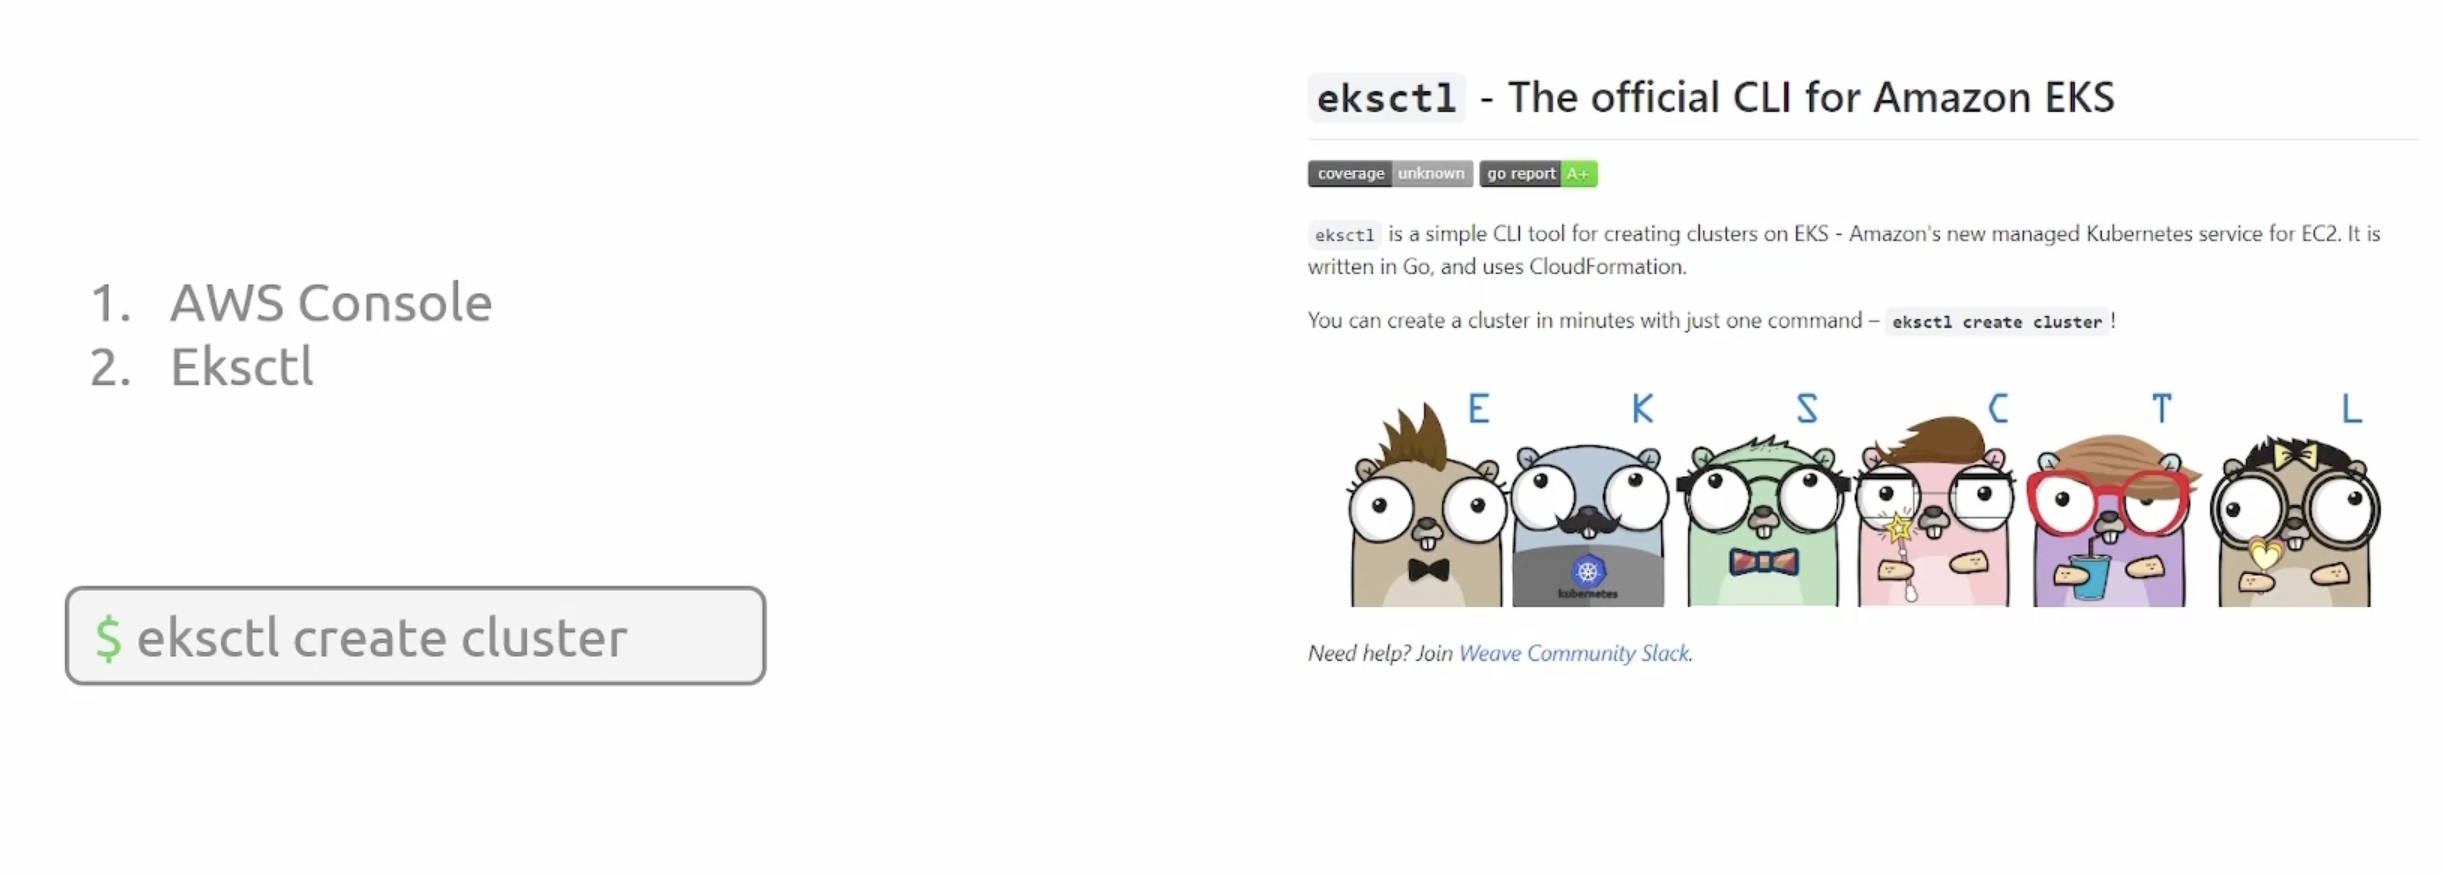 1. AWS Console
2. Eksctl
$ eksctl create cluster
eksctl - The official CLI for Amazon EKS
coverage unknown go report A+
eksctl is a simple CLI tool for creating clusters on EKS - Amazon's new managed Kubernetes service for EC2. It is
written in Go, and uses CloudFormation.
You can create a cluster in minutes with just one command – eksctl create cluster !
E K S C T L
kubernetes
Need help? Join Weave Community Slack.